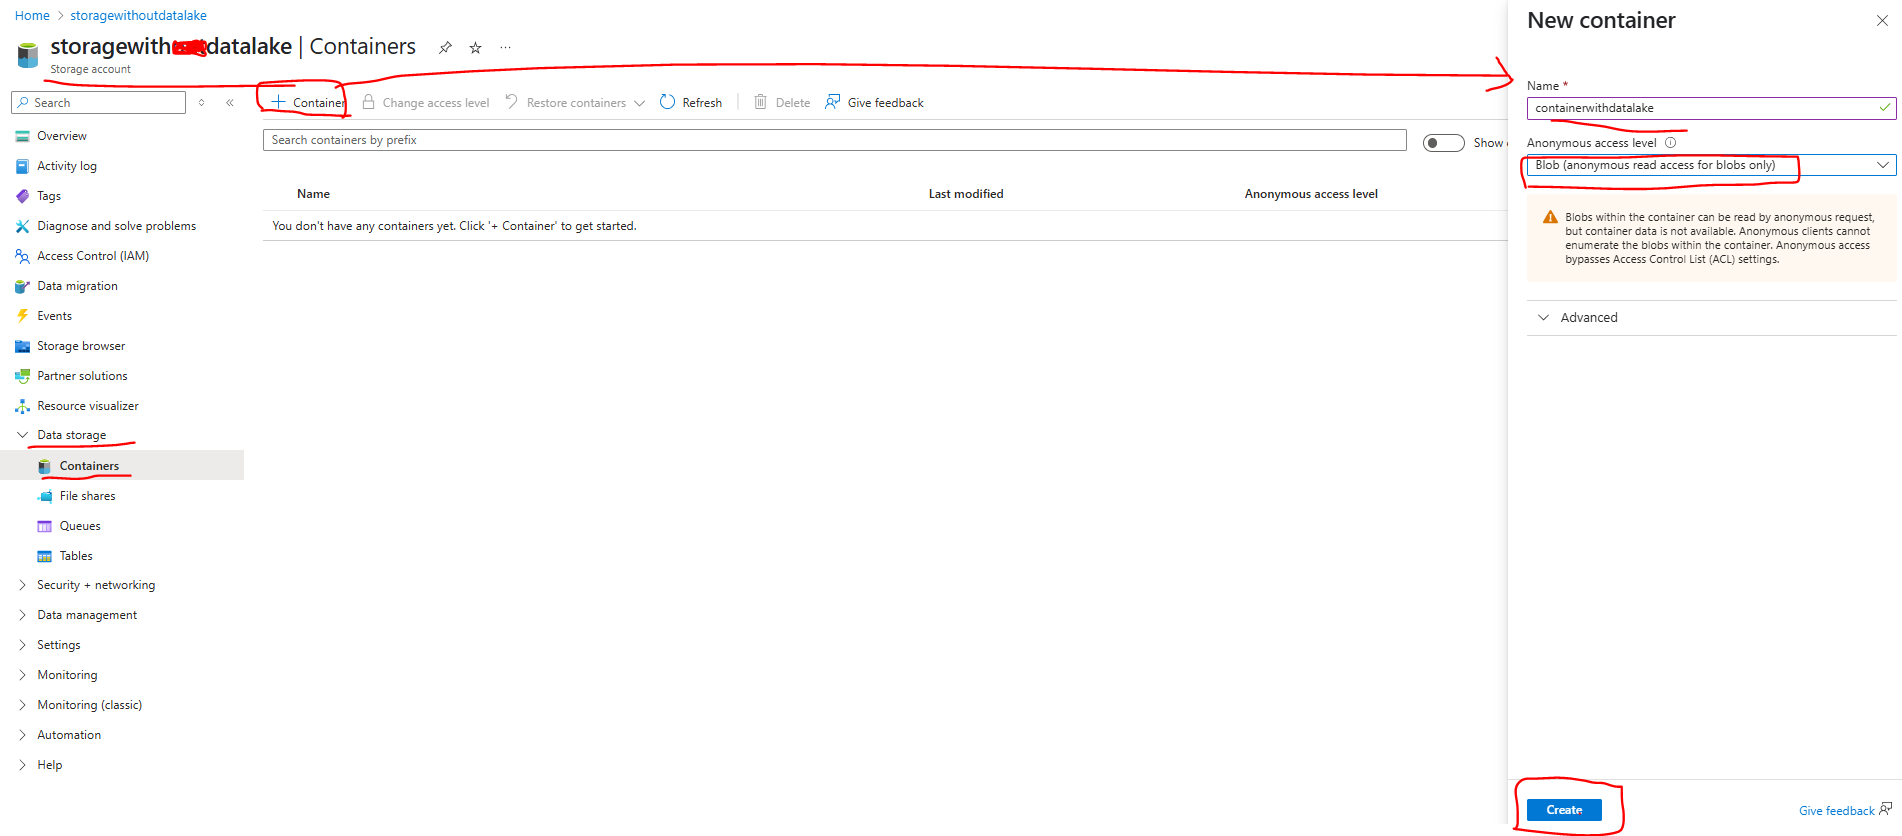 Home > storagewithoutdatalake
storagewith datalake | Containers
Storage account
Search
Container
Change access level
Restore containers
Refresh
Delete
Give feedback
Search containers by prefix
Show
Name
Last modified
Anonymous access level
You don't have any containers yet. Click '+ Container' to get started.
Overview
Activity log
Tags
Diagnose and solve problems
Access Control (IAM)
Data migration
Events
Storage browser
Partner solutions
Resource visualizer
Data storage
Containers
File shares
Queues
Tables
Security + networking
Data management
Settings
Monitoring
Monitoring (classic)
Automation
Help
New container
Name *
containerwithdatalake
Anonymous access level
Blob (anonymous read access for blobs only)
Blobs within the container can be read by anonymous request,
but container data is not available. Anonymous clients cannot
enumerate the blobs within the container. Anonymous access
bypasses Access Control List (ACL) settings.
Advanced
Create
Give feedback